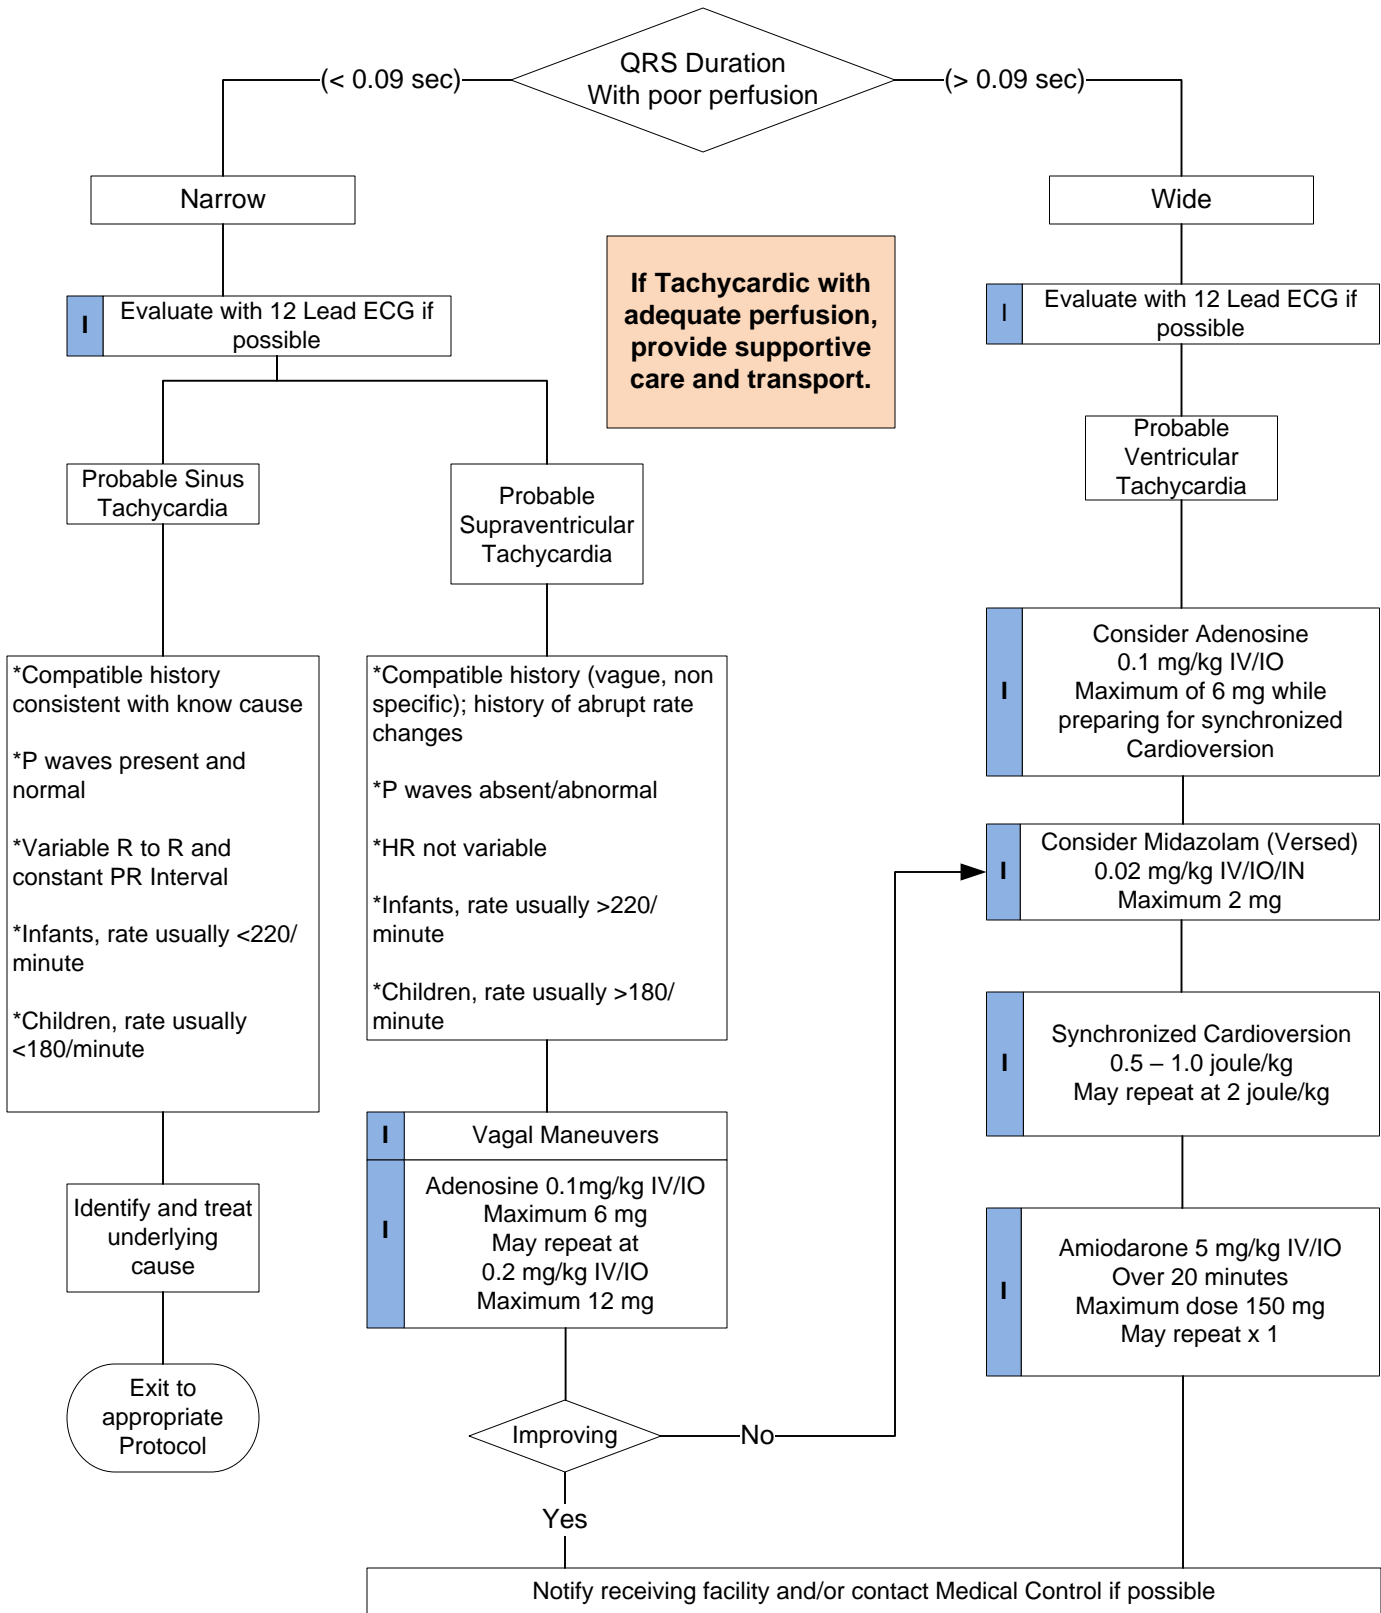 QRS Duration
With poor perfusion
(< 0.09 sec)
(> 0.09 sec)
Narrow
Wide
If Tachycardic with
adequate perfusion,
provide supportive
care and transport.
I
Evaluate with 12 Lead ECG if
possible
I
Evaluate with 12 Lead ECG if
possible
Probable Sinus
Tachycardia
Probable
Supraventricular
Tachycardia
Probable
Ventricular
Tachycardia
*Compatible history
consistent with know cause
*P waves present and
normal
*Variable R to R and
constant PR Interval
*Infants, rate usually <220/
minute
*Children, rate usually
<180/minute
*Compatible history (vague, non
specific); history of abrupt rate
changes
*P waves absent/abnormal
*HR not variable
*Infants, rate usually >220/
minute
*Children, rate usually >180/
minute
I
Consider Adenosine
0.1 mg/kg IV/IO
Maximum of 6 mg while
preparing for synchronized
Cardioversion
I
Consider Midazolam (Versed)
0.02 mg/kg IV/IO/IN
Maximum 2 mg
I
Synchronized Cardioversion
0.5 – 1.0 joule/kg
May repeat at 2 joule/kg
I
Vagal Maneuvers
I
Adenosine 0.1mg/kg IV/IO
Maximum 6 mg
May repeat at
0.2 mg/kg IV/IO
Maximum 12 mg
Identify and treat
underlying
cause
I
Amiodarone 5 mg/kg IV/IO
Over 20 minutes
Maximum dose 150 mg
May repeat x 1
Exit to
appropriate
Protocol
Improving
No
Yes
Notify receiving facility and/or contact Medical Control if possible